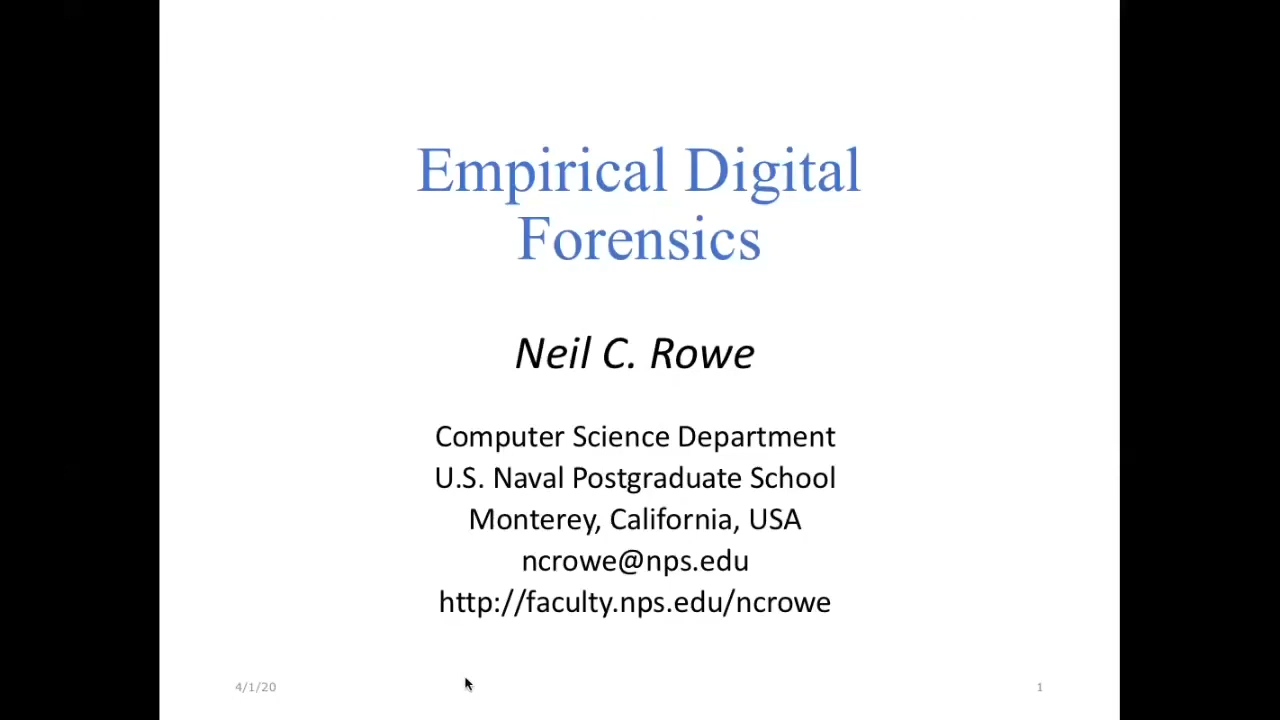 Empirical Digital
Forensics
Neil C. Rowe
Computer Science Department
U.S. Naval Postgraduate School
Monterey, California, USA
ncrowe@nps.edu
http://faculty.nps.edu/ncrowe
4/1/20
1